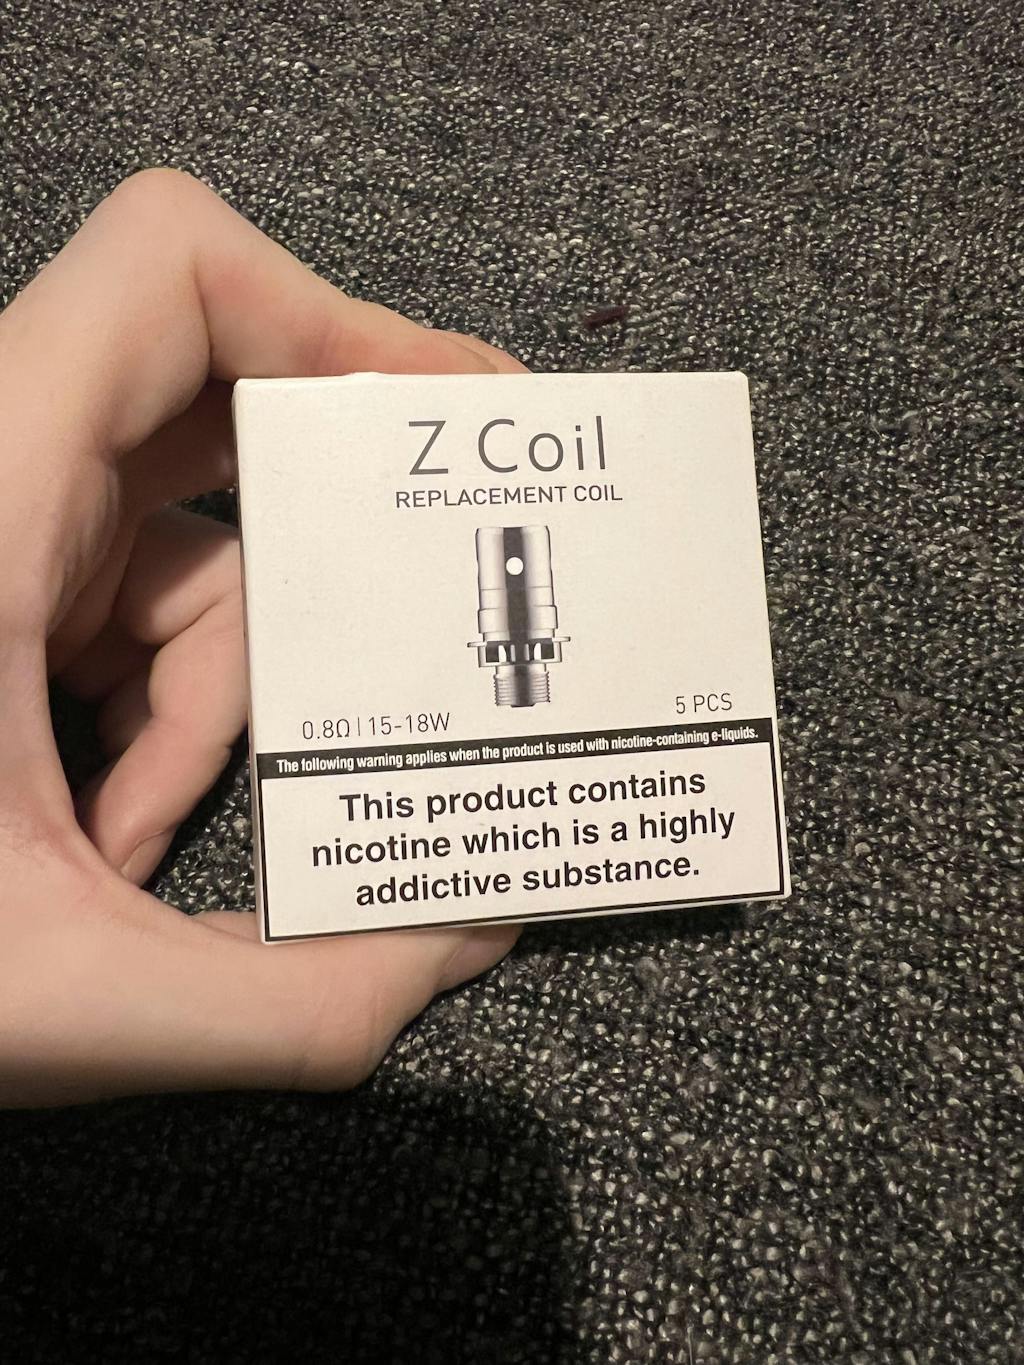 Z Coil
REPLACEMENT COIL
0.8Ω | 15-18W
5 PCS
The following warning applies when the product is used with nicotine-containing e-liquids.
This product contains
nicotine which is a highly
addictive substance.